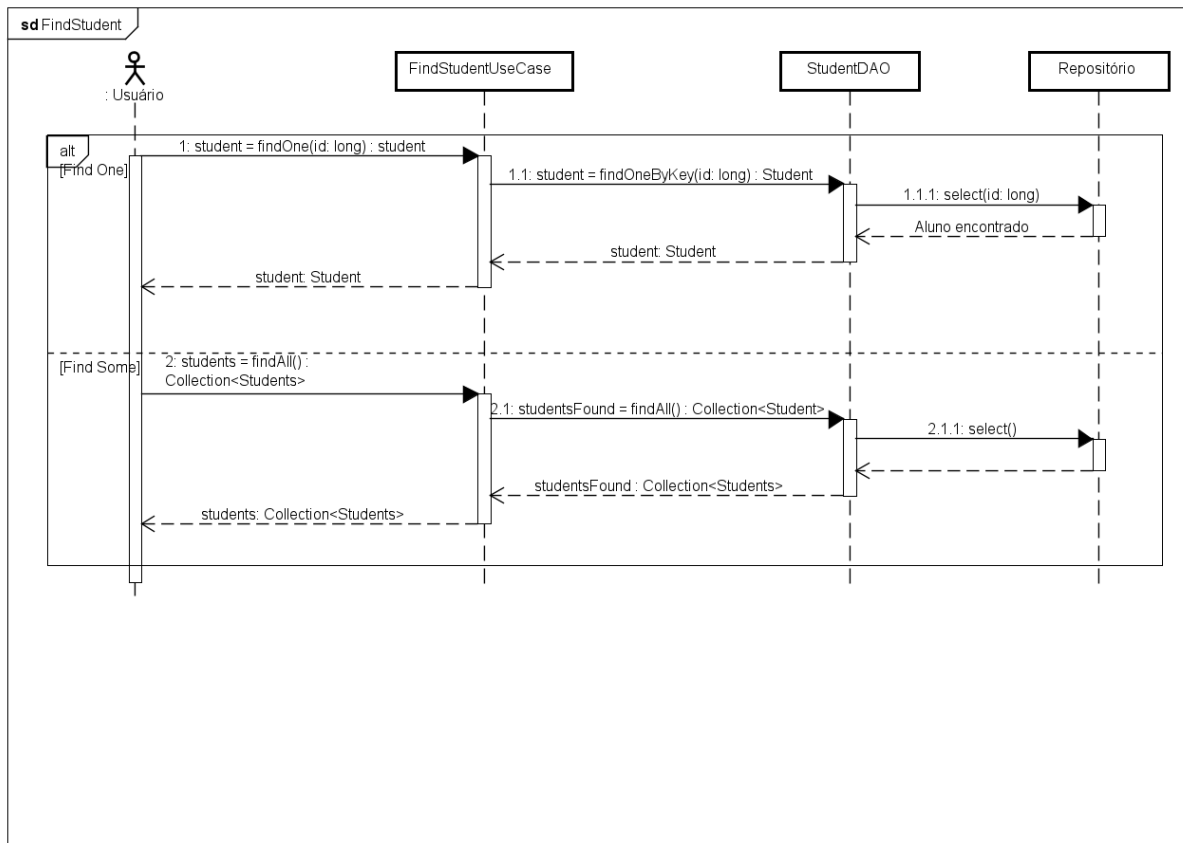 sd FindStudent
: Usuário
FindStudentUseCase
StudentDAO
Repositório
alt
[Find One]
1: student = findOne(id: long) : student
1.1: student = findOneByKey(id: long) : Student
1.1.1: select(id: long)
Aluno encontrado
student: Student
student: Student
[Find Some]
2: students = findAll() :
Collection<Students>
2.1: studentsFound = findAll() : Collection<Student>
2.1.1: select()
studentsFound : Collection<Students>
students: Collection<Students>